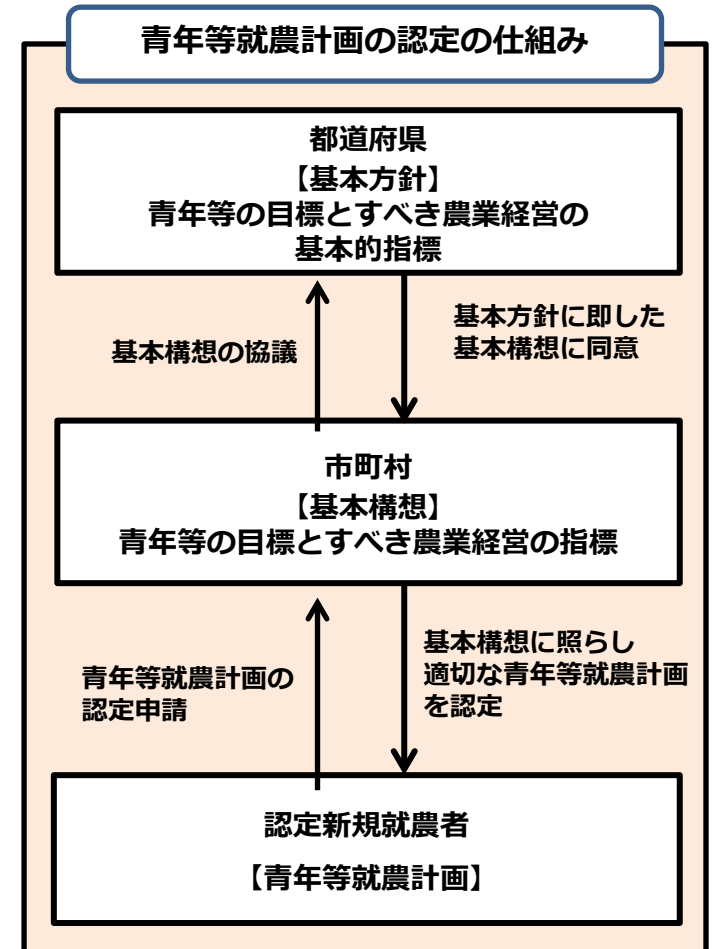 青年等就農計画の認定の仕組み
都道府県
【基本方針】
青年等の目標とすべき農業経営の
基本的指標
基本構想の協議
基本方針に即した
基本構想に同意
市町村
【基本構想】
青年等の目標とすべき農業経営の指標
青年等就農計画の
認定申請
基本構想に照らし
適切な青年等就農計画
を認定
認定新規就農者
【青年等就農計画】